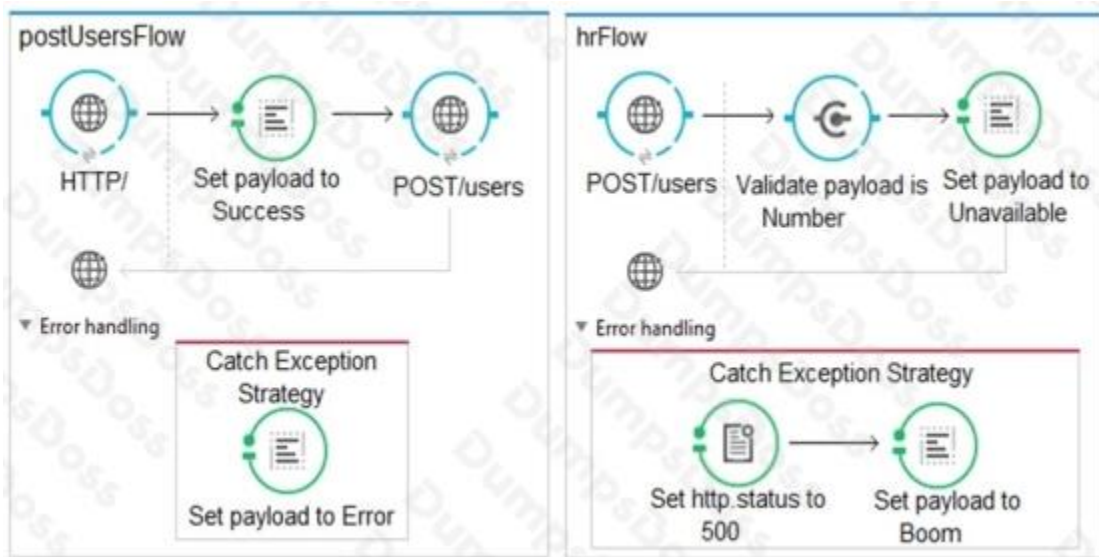 postUsersFlow
HTTP/
Set payload to
Success
POST/users
Error handling
Catch Exception
Strategy
Set payload to Error
hrFlow
POST/users
Validate payload is
Number
Set payload to
Unavailable
Error handling
Catch Exception Strategy
Set http.status to
500
Set payload to
Boom
DumpsDoss